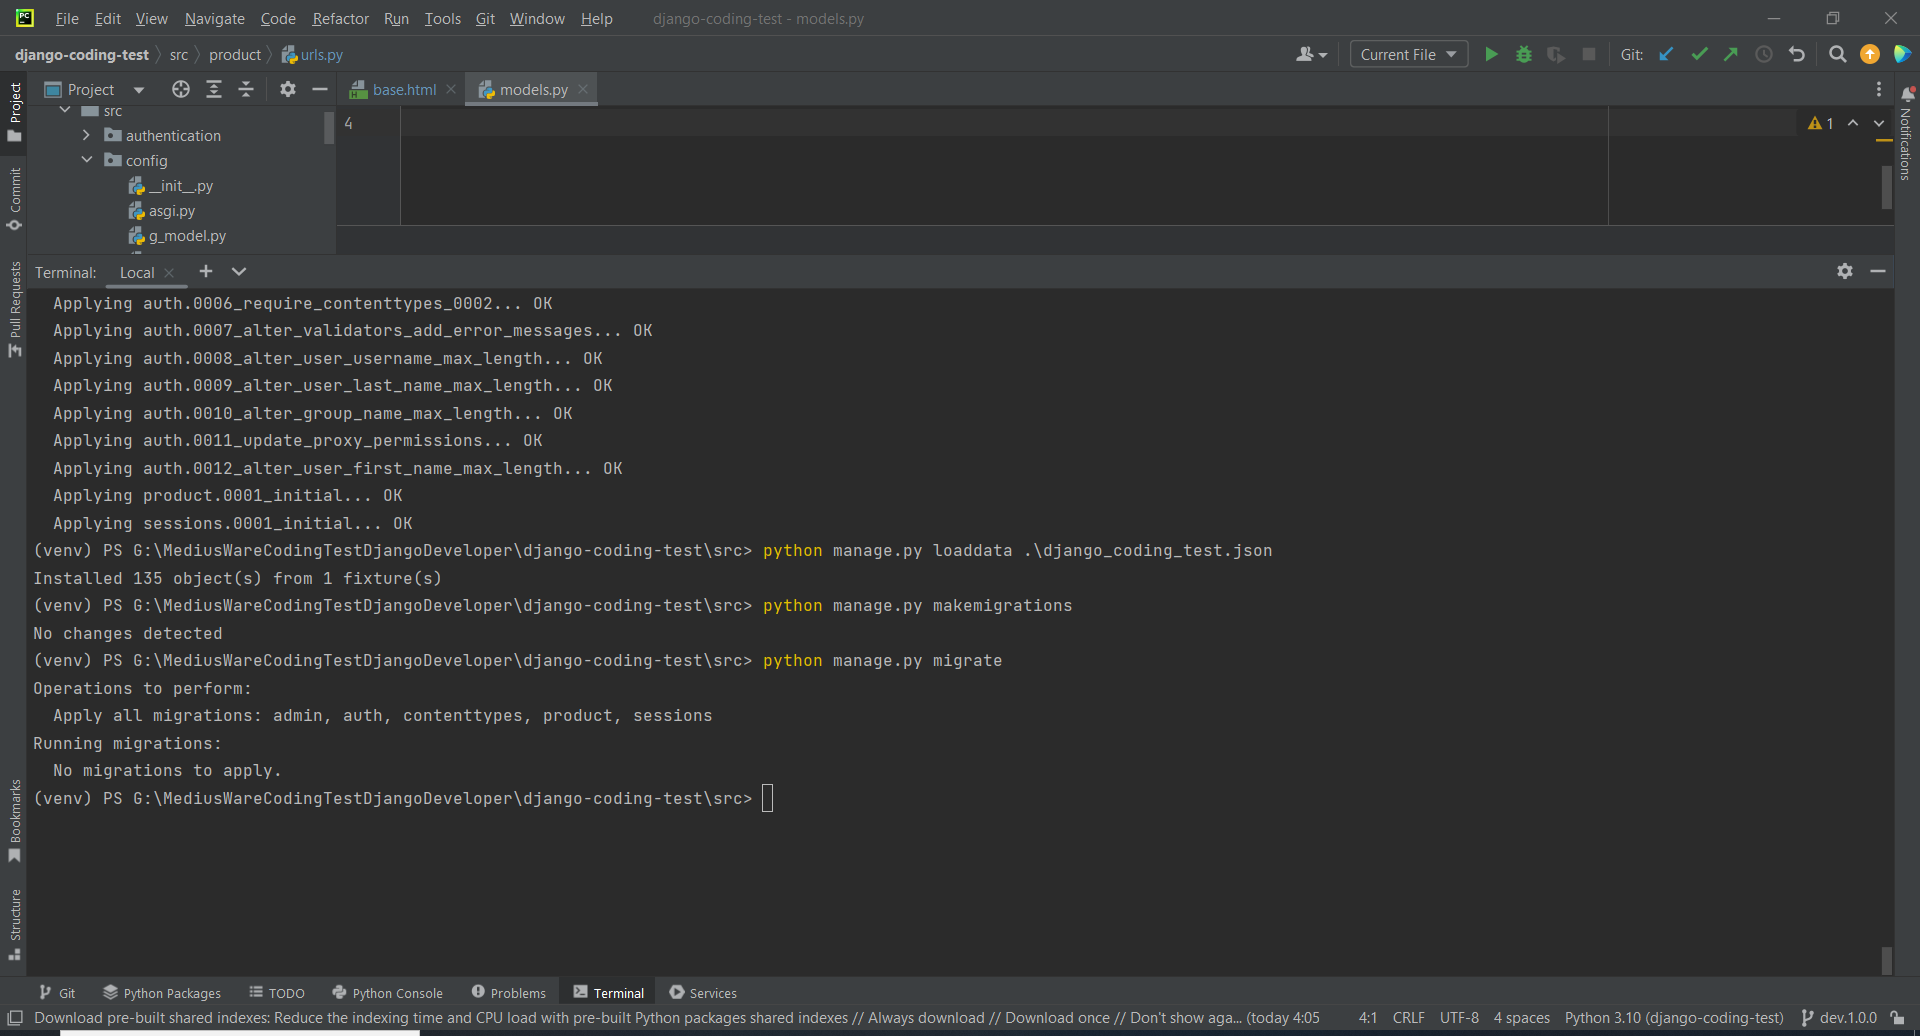 PC File Edit View Navigate Code Refactor Run Tools Git Window Help django-coding-test - models.py
django-coding-test src product urls.py Current File Git:
Project base.html models.py
src
authentication
config
__init__.py
asgi.py
g_model.py
4
1
Project
Commit
Pull Requests
Bookmarks
Structure
Notifications
Terminal: Local
Applying auth.0006_require_contenttypes_0002... OK
Applying auth.0007_alter_validators_add_error_messages... OK
Applying auth.0008_alter_user_username_max_length... OK
Applying auth.0009_alter_user_last_name_max_length... OK
Applying auth.0010_alter_group_name_max_length... OK
Applying auth.0011_update_proxy_permissions... OK
Applying auth.0012_alter_user_first_name_max_length... OK
Applying product.0001_initial... OK
Applying sessions.0001_initial... OK
(venv) PS G:\MediusWareCodingTestDjangoDeveloper\django-coding-test\src> python manage.py loaddata .\django_coding_test.json
Installed 135 object(s) from 1 fixture(s)
(venv) PS G:\MediusWareCodingTestDjangoDeveloper\django-coding-test\src> python manage.py makemigrations
No changes detected
(venv) PS G:\MediusWareCodingTestDjangoDeveloper\django-coding-test\src> python manage.py migrate
Operations to perform:
Apply all migrations: admin, auth, contenttypes, product, sessions
Running migrations:
No migrations to apply.
(venv) PS G:\MediusWareCodingTestDjangoDeveloper\django-coding-test\src>
Git Python Packages TODO Python Console Problems Terminal Services
Download pre-built shared indexes: Reduce the indexing time and CPU load with pre-built Python packages shared indexes // Always download // Download once // Don't show aga... (today 4:05 4:1 CRLF UTF-8 4 spaces Python 3.10 (django-coding-test) dev.1.0.0